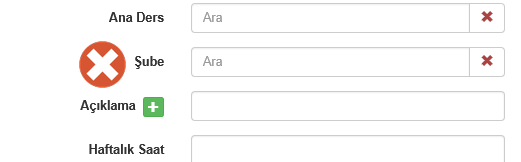 Ana Ders Ara
Şube Ara
Açıklama
Haftalık Saat